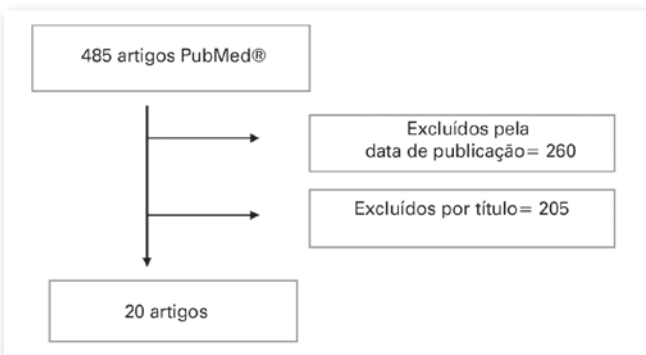 485 artigos PubMed®
Excluídos pela
data de publicação= 260
Excluídos por título= 205
20 artigos